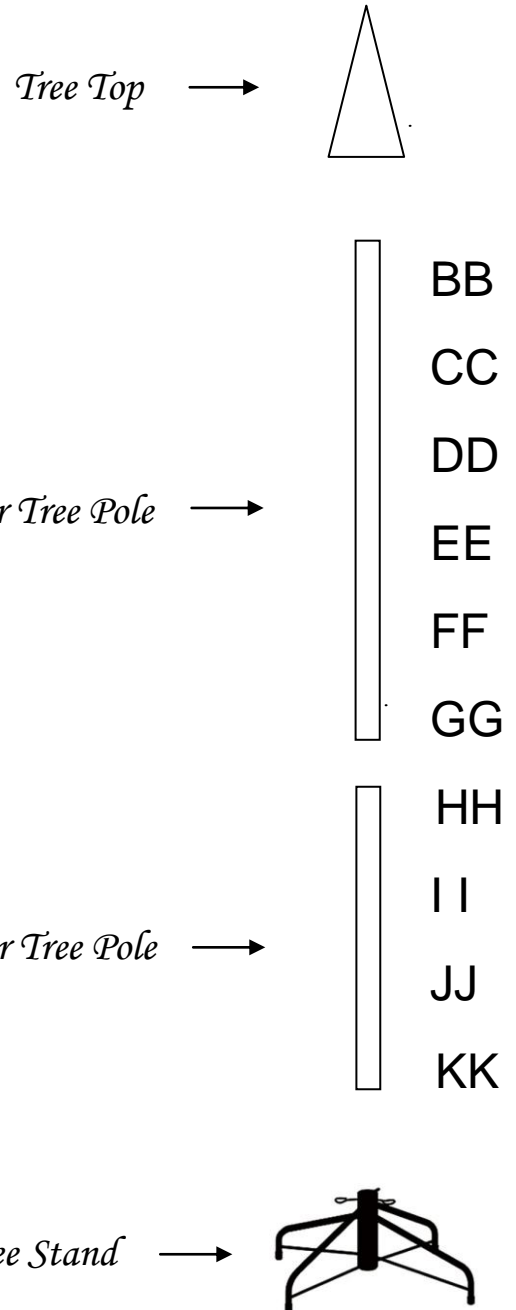 Tree Top
BB
CC
DD
r Tree Pole
EE
FF
GG
HH
I I
r Tree Pole
JJ
KK
ee Stand